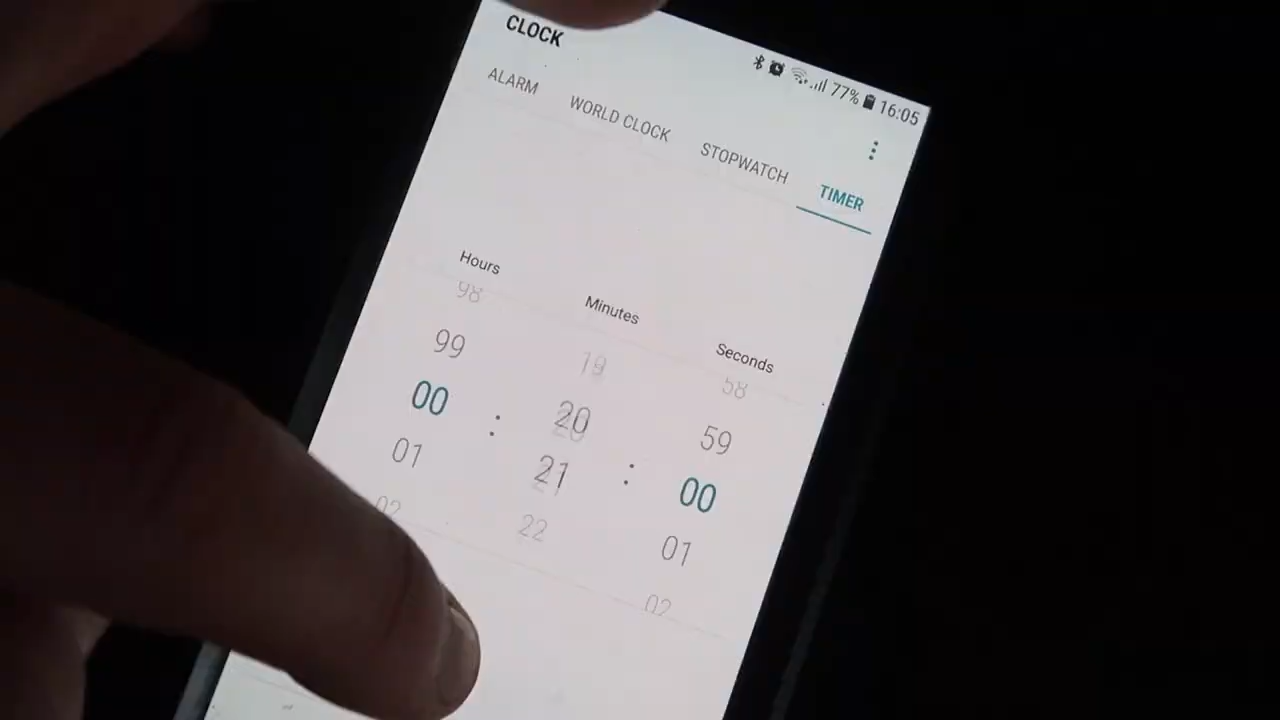 CLOCK
77% 16:05
ALARM WORLD CLOCK STOPWATCH TIMER
Hours Minutes Seconds
98 19 58
99 20 59
00 : 21 : 00
01 22 01
02 02